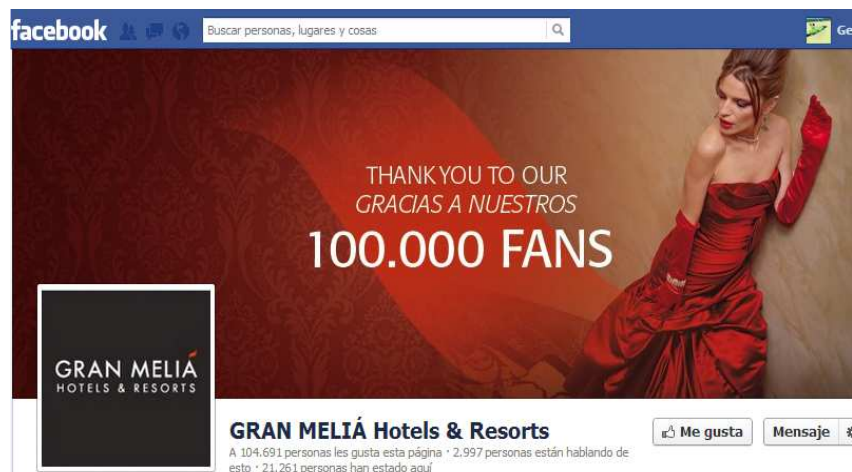 facebook
Buscar personas, lugares y cosas
Ge
THANK YOU TO OUR
GRACIAS A NUESTROS
100.000 FANS
GRAN MELIÁ
HOTELS & RESORTS
GRAN MELIÁ Hotels & Resorts
Me gusta
Mensaje
A 104.691 personas les gusta esta página · 2.997 personas están hablando de
esto · 21.261 personas han estado aquí